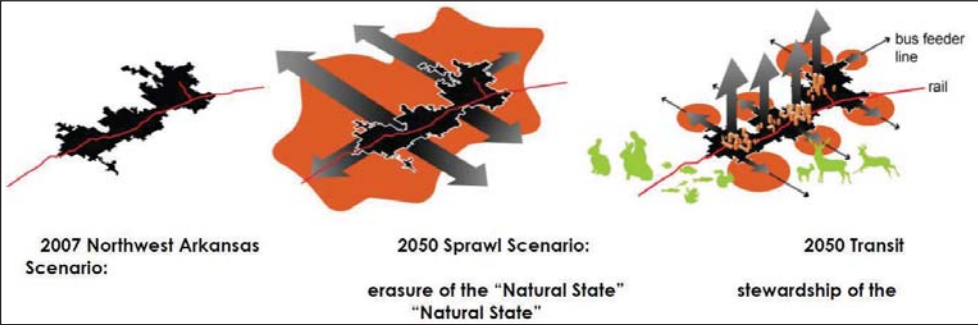 bus feeder
line
rail
2007 Northwest Arkansas 2050 Sprawl Scenario: 2050 Transit
Scenario:
erasure of the “Natural State” stewardship of the
“Natural State”